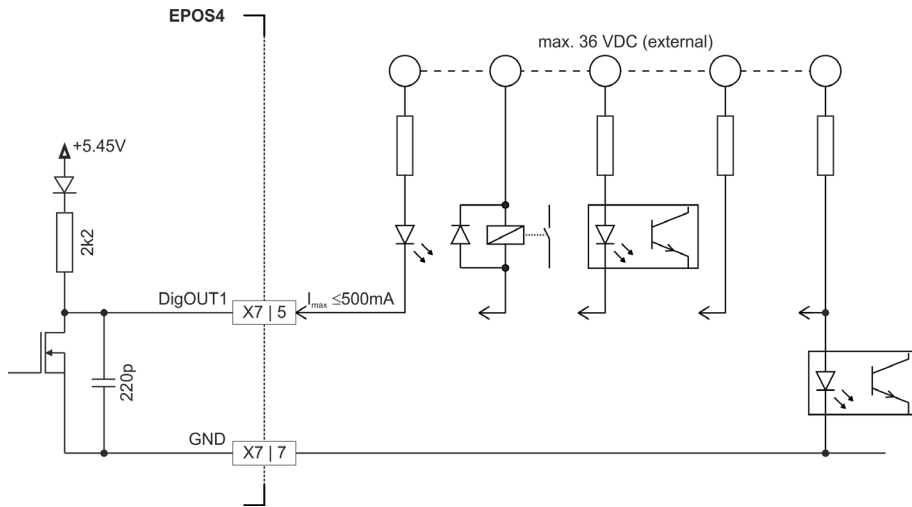 EPOS4
max. 36 VDC (external)
+5.45V
2k2
DigOUT1
X7 | 5
Imax ≤500mA
220p
GND
X7 | 7